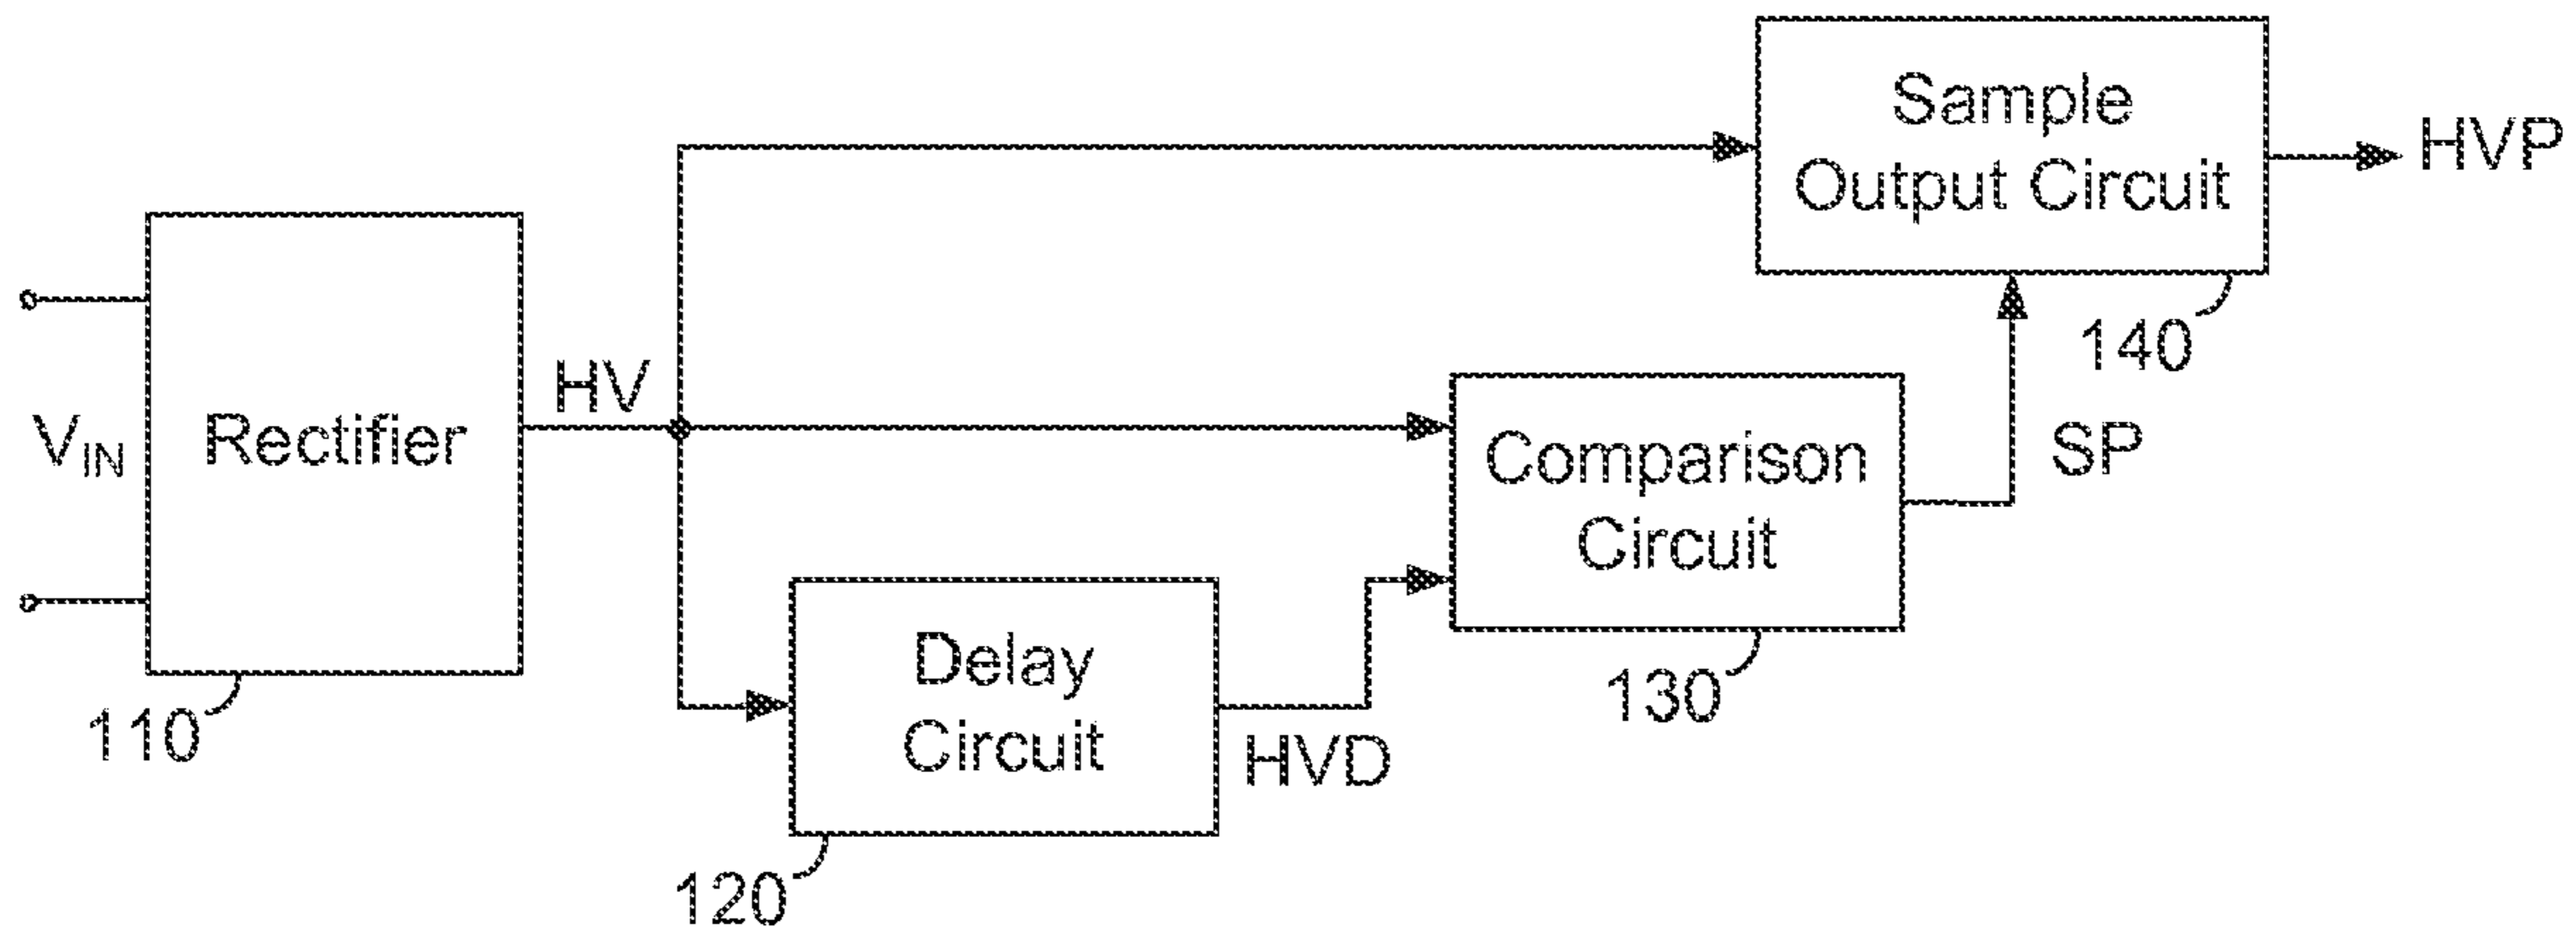 Sample
Output Circuit
HVP
140
HV
V_IN
Rectifier
Comparison
Circuit
SP
130
Delay
Circuit
HVD
110
120